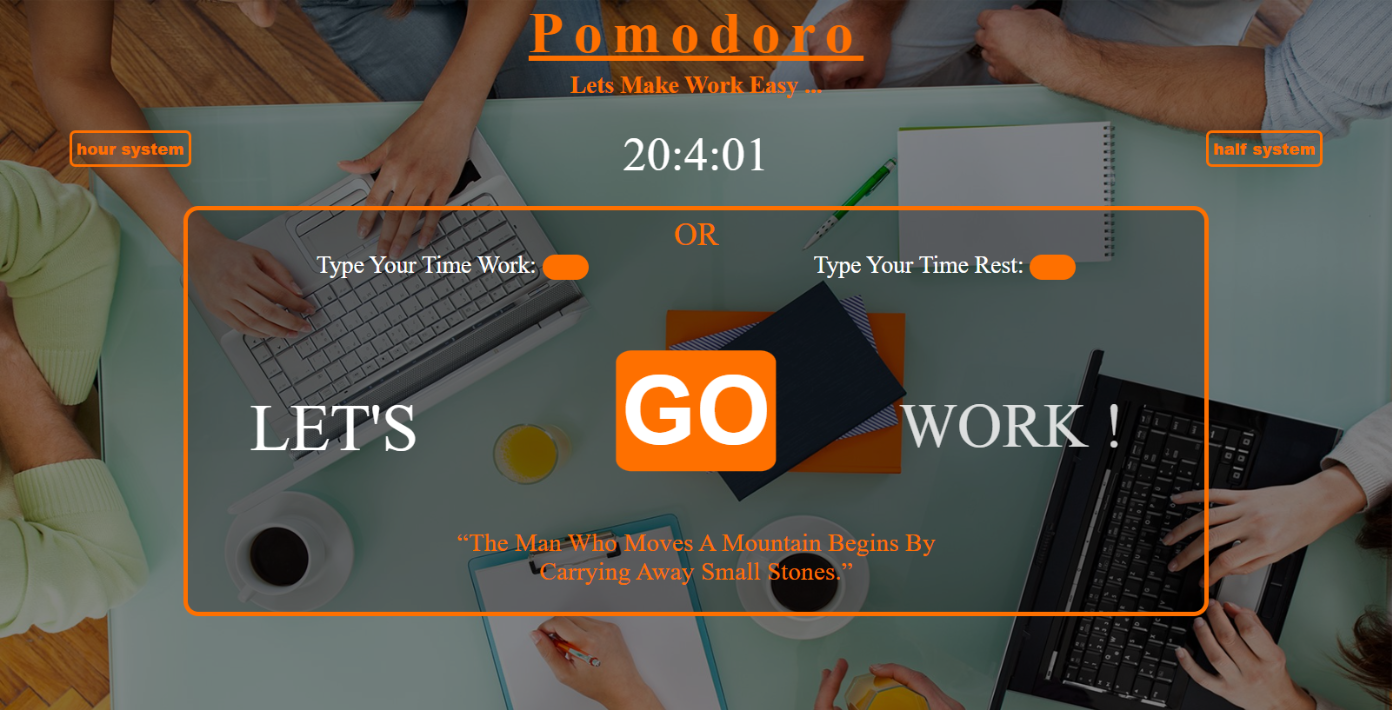 Pomodoro
Lets Make Work Easy ...
hour system
20:4:01
half system
OR
Type Your Time Work:
Type Your Time Rest:
LET'S
GO
WORK !
“The Man Who Moves A Mountain Begins By
Carrying Away Small Stones.”